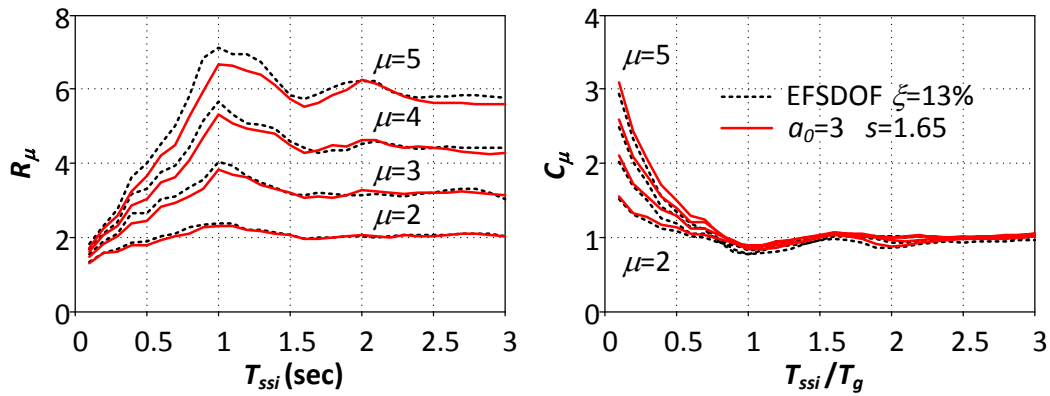 8
6
4
2
0
R_μ
μ=5
μ=4
μ=3
μ=2
0 0.5 1 1.5 2 2.5 3
T_ssi (sec)
4
3
2
1
0
C_μ
μ=5
EFSDOF ξ=13%
a_0=3 s=1.65
μ=2
0 0.5 1 1.5 2 2.5 3
T_ssi/T_g